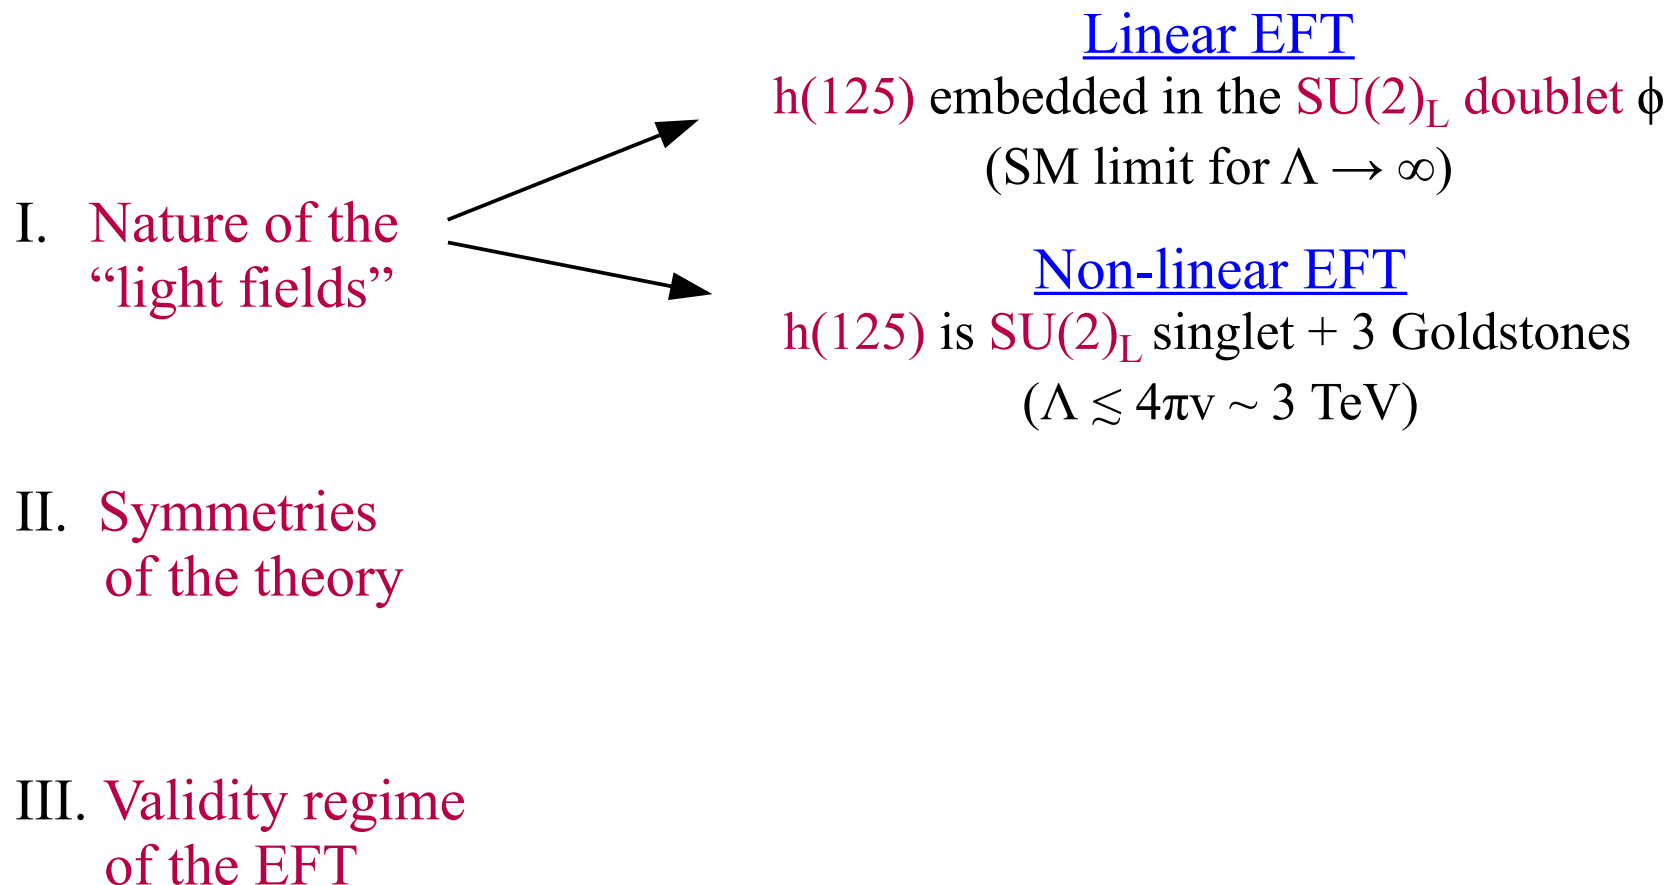 Linear EFT
h(125) embedded in the SU(2)_L doublet ϕ
(SM limit for Λ → ∞)
I. Nature of the
“light fields”
Non-linear EFT
h(125) is SU(2)_L singlet + 3 Goldstones
(Λ ≲ 4πv ~ 3 TeV)
II. Symmetries
of the theory
III. Validity regime
of the EFT